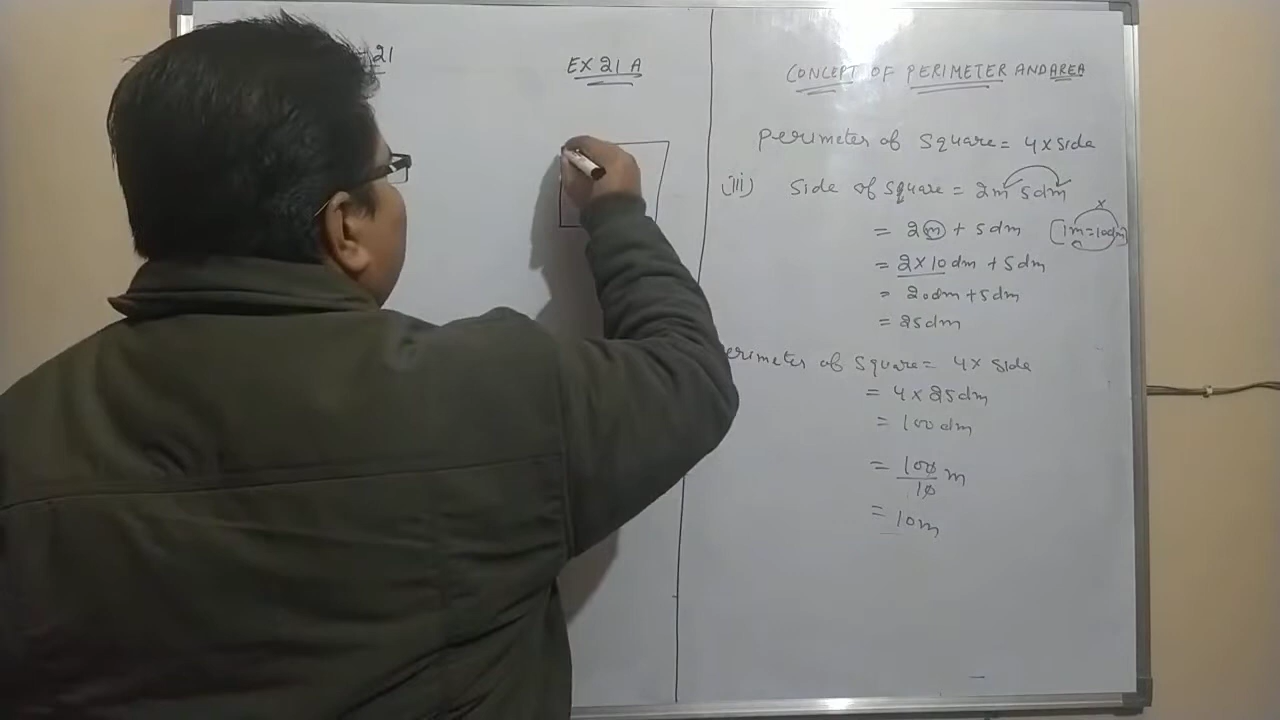 21
EX 21 A
CONCEPT OF PERIMETER AND AREA
Perimeter of Square = 4 x side
(iii) Side of square = 2m 5dm
= 2m + 5dm [1m=10dm]
x
= 2 x 10 dm + 5dm
= 20dm + 5dm
= 25dm
erimeter of Square = 4 x side
= 4 x 25dm
= 100dm
= 100/10 m
= 10m